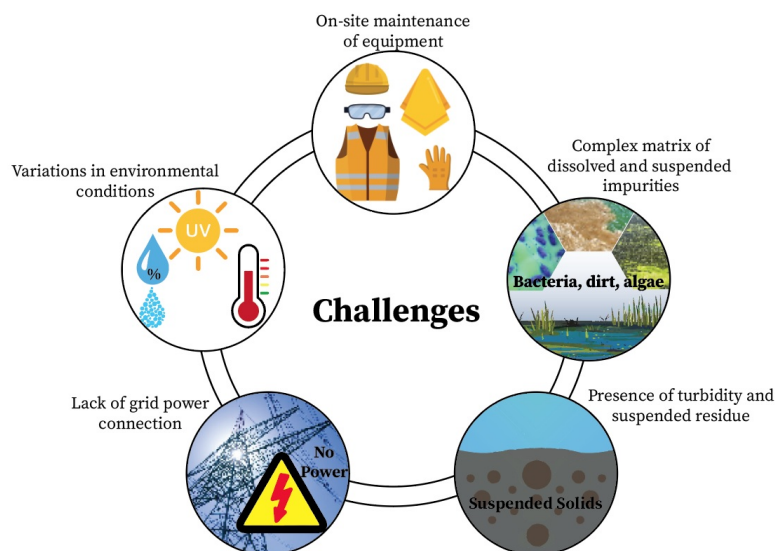 On-site maintenance
of equipment
Complex matrix of
dissolved and suspended
impurities
Variations in environmental
conditions
UV
%
Bacteria, dirt, algae
Challenges
Lack of grid power
connection
Presence of turbidity and
suspended residue
No
Power
Suspended Solids